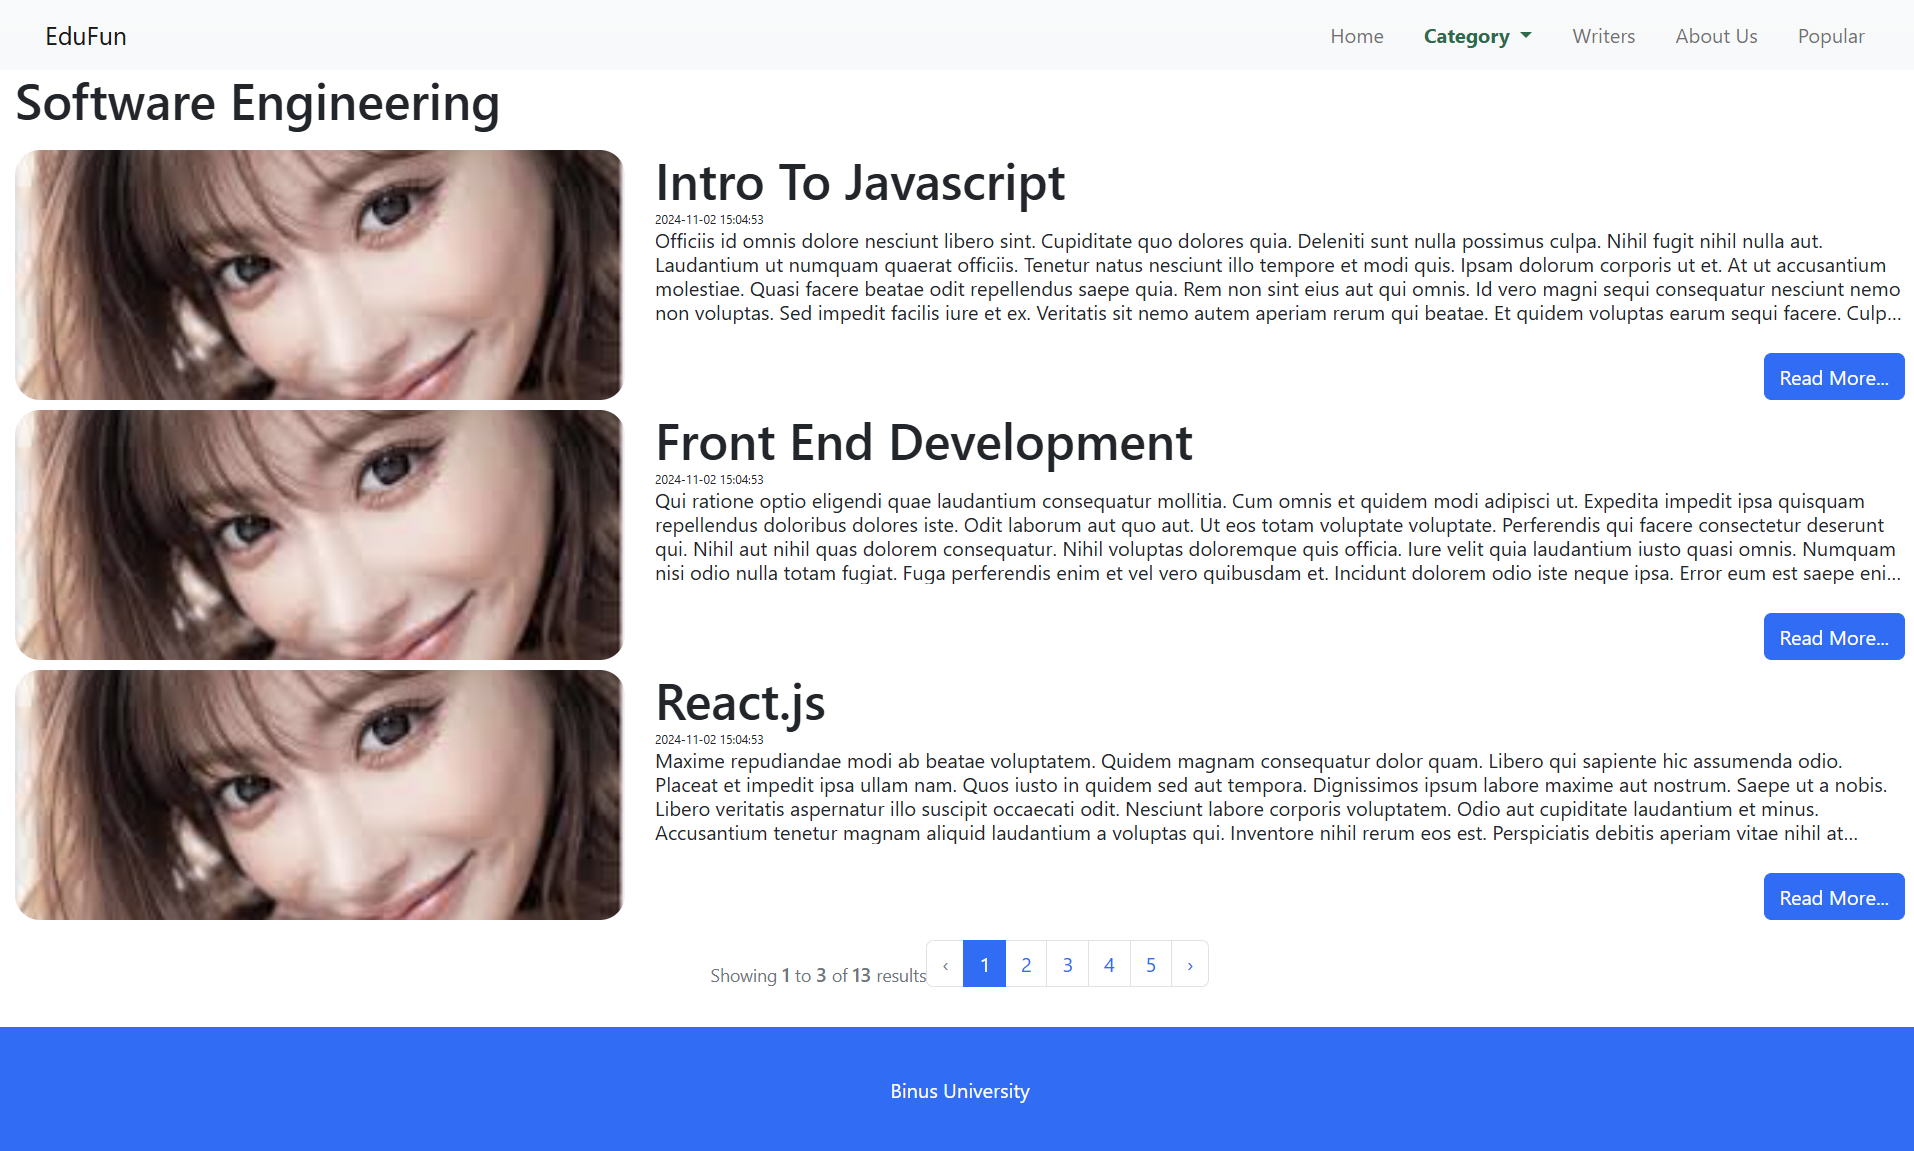 EduFun
Home Category Writers About Us Popular
Software Engineering
Intro To Javascript
2024-11-02 15:04:53
Officiis id omnis dolore nesciunt libero sint. Cupiditate quo dolores quia. Deleniti sunt nulla possimus culpa. Nihil fugit nihil nulla aut.
Laudantium ut numquam quaerat officiis. Tenetur natus nesciunt illo tempore et modi quis. Ipsam dolorum corporis ut et. At ut accusantium
molestiae. Quasi facere beatae odit repellendus saepe quia. Rem non sint eius aut qui omnis. Id vero magni sequi consequatur nesciunt nemo
non voluptas. Sed impedit facilis iure et ex. Veritatis sit nemo autem aperiam rerum qui beatae. Et quidem voluptas earum sequi facere. Culp...
Read More...
Front End Development
2024-11-02 15:04:53
Qui ratione optio eligendi quae laudantium consequatur mollitia. Cum omnis et quidem modi adipisci ut. Expedita impedit ipsa quisquam
repellendus doloribus dolores iste. Odit laborum aut quo aut. Ut eos totam voluptate voluptate. Perferendis qui facere consectetur deserunt
qui. Nihil aut nihil quas dolorem consequatur. Nihil voluptas doloremque quis officia. Iure velit quia laudantium iusto quasi omnis. Numquam
nisi odio nulla totam fugiat. Fuga perferendis enim et vel vero quibusdam et. Incidunt dolorem odio iste neque ipsa. Error eum est saepe eni...
Read More...
React.js
2024-11-02 15:04:53
Maxime repudiandae modi ab beatae voluptatem. Quidem magnam consequatur dolor quam. Libero qui sapiente hic assumenda odio.
Placeat et impedit ipsa ullam nam. Quos iusto in quidem sed aut tempora. Dignissimos ipsum labore maxime aut nostrum. Saepe ut a nobis.
Libero veritatis aspernatur illo suscipit occaecati odit. Nesciunt labore corporis voluptatem. Odio aut cupiditate laudantium et minus.
Accusantium tenetur magnam aliquid laudantium a voluptas qui. Inventore nihil rerum eos est. Perspiciatis debitis aperiam vitae nihil at...
Read More...
Showing 1 to 3 of 13 results ‹ 1 2 3 4 5 ›
Binus University